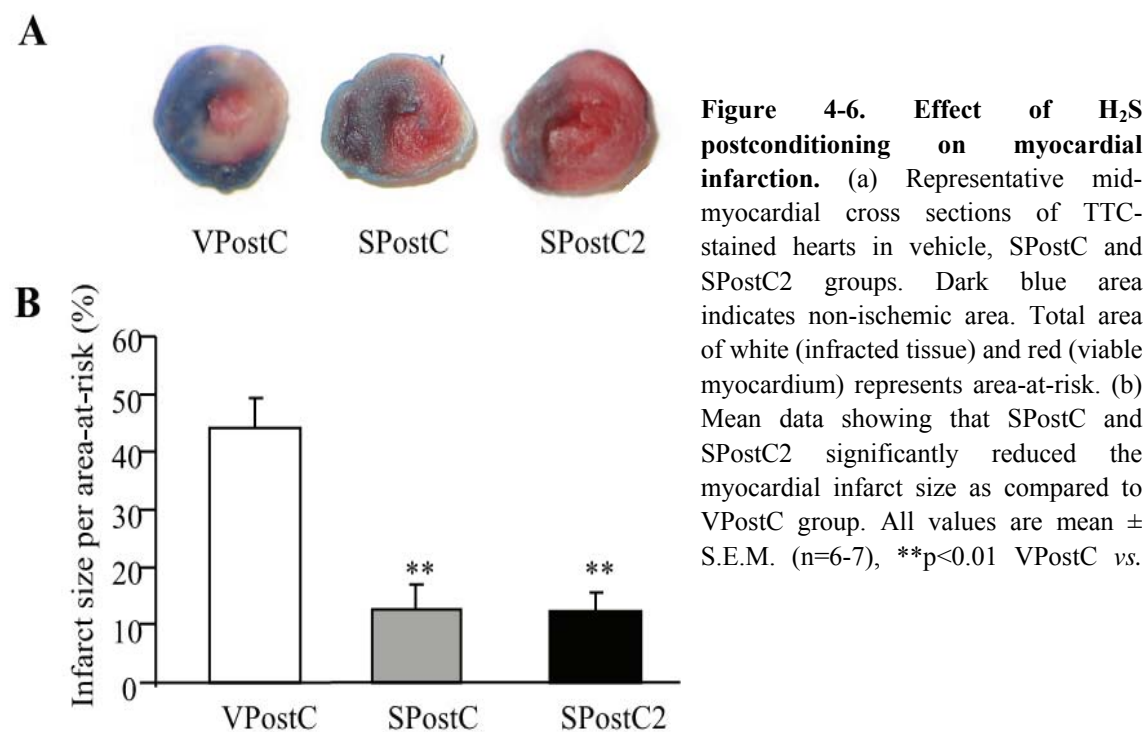 A
VPostC
SPostC
SPostC2
B
Infarct size per area-at-risk (%)
60
50
40
30
20
10
0
**
**
VPostC
SPostC
SPostC2
Figure 4-6. Effect of H₂S
postconditioning on myocardial
infarction. (a) Representative mid-
myocardial cross sections of TTC-
stained hearts in vehicle, SPostC and
SPostC2 groups. Dark blue area
indicates non-ischemic area. Total area
of white (infracted tissue) and red (viable
myocardium) represents area-at-risk. (b)
Mean data showing that SPostC and
SPostC2 significantly reduced the
myocardial infarct size as compared to
VPostC group. All values are mean ±
S.E.M. (n=6-7), **p<0.01 VPostC vs.